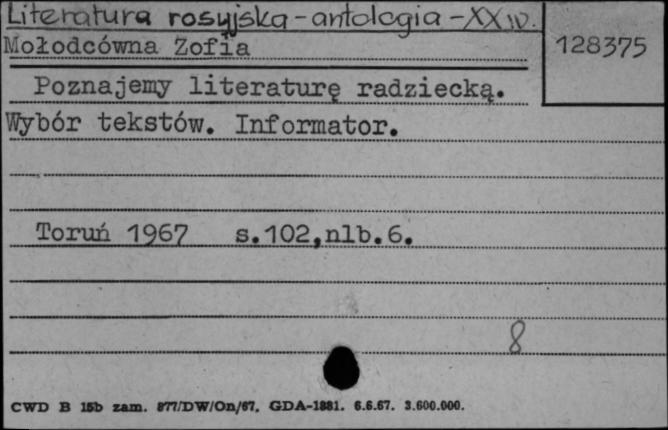 Literatura rosyjska - antologia - XX w.
Mołodcówna Zofia
128375
Poznajemy literaturę radziecką.
Wybór tekstów. Informator.
Toruń 1967 s.102,nlb.6.
8
CWD B 15b zam. 877/DW/On/67. GDA-1881. 6.6.67. 3.600.000.